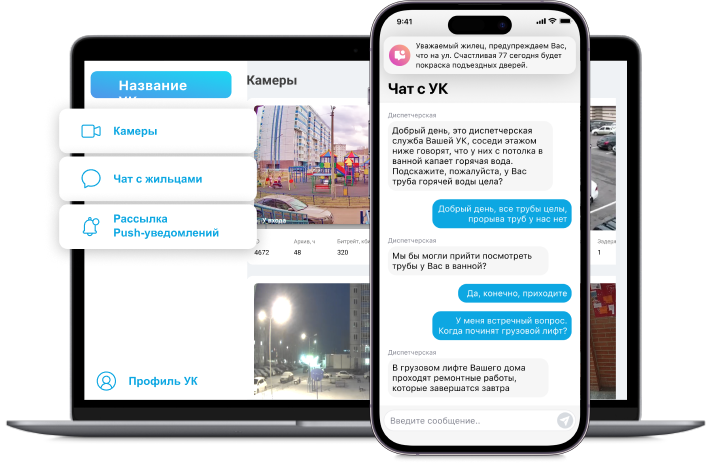 Название
Камеры
Чат с жильцами
Рассылка
Push-уведомлений
Профиль УК
Камеры
У входа
Архив, ч
4672
48
320
1
9:41
Уважаемый жилец, предупреждаем Вас,
что на ул. Счастливая 77 сегодня будет
покраска подъездных дверей.
Чат с УК
Диспетчерская
Добрый день, это диспетчерская
служба Вашей УК, соседи этажом
ниже говорят, что у них с потолка в
ванной капает горячая вода.
Подскажите, пожалуйста, у Вас
труба горячей воды цела?
Добрый день, все трубы целы,
прорыва труб у нас нет
Диспетчерская
Мы бы могли прийти посмотреть
трубы у Вас в ванной?
Да, конечно, приходите
У меня встречный вопрос.
Когда починят грузовой лифт?
Диспетчерская
В грузовом лифте Вашего дома
проходят ремонтные работы,
которые завершатся завтра
Введите сообщение..